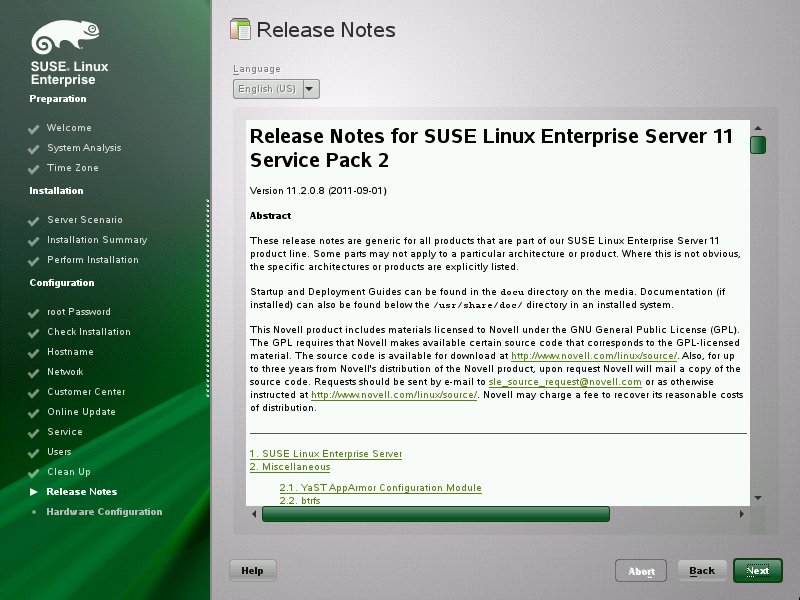 SUSE. Linux
Enterprise
Preparation
Welcome
System Analysis
Time Zone
Installation
Server Scenario
Installation Summary
Perform Installation
Configuration
root Password
Check Installation
Hostname
Network
Customer Center
Online Update
Service
Users
Clean Up
Release Notes
Hardware Configuration
Release Notes
Language
English (US)
Release Notes for SUSE Linux Enterprise Server 11
Service Pack 2
Version 11.2.0.8 (2011-09-01)
Abstract
These release notes are generic for all products that are part of our SUSE Linux Enterprise Server 11
product line. Some parts may not apply to a particular architecture or product. Where this is not obvious,
the specific architectures or products are explicitly listed.
Startup and Deployment Guides can be found in the docu directory on the media. Documentation (if
installed) can also be found below the /usr/share/doc/ directory in an installed system.
This Novell product includes materials licensed to Novell under the GNU General Public License (GPL).
The GPL requires that Novell makes available certain source code that corresponds to the GPL-licensed
material. The source code is available for download at http://www.novell.com/linux/source/. Also, for up
to three years from Novell's distribution of the Novell product, upon request Novell will mail a copy of the
source code. Requests should be sent by e-mail to sle_source_request@novell.com or as otherwise
instructed at http://www.novell.com/linux/source/. Novell may charge a fee to recover its reasonable costs
of distribution.
1. SUSE Linux Enterprise Server
2. Miscellaneous
2.1. YaST AppArmor Configuration Module
2.2. btrfs
Help
Abort
Back
Next